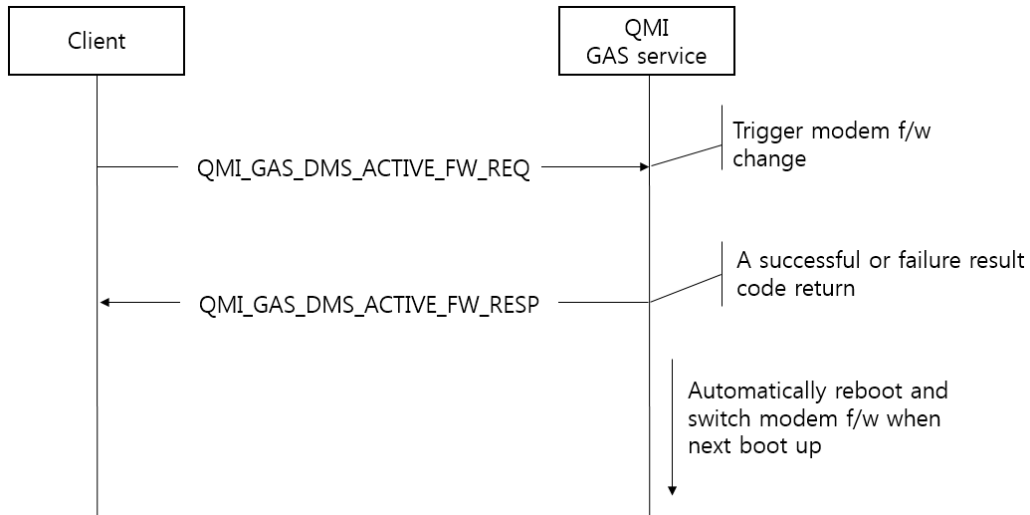 Client
QMI
GAS service
Trigger modem f/w
change
QMI_GAS_DMS_ACTIVE_FW_REQ
A successful or failure result
code return
QMI_GAS_DMS_ACTIVE_FW_RESP
Automatically reboot and
switch modem f/w when
next boot up